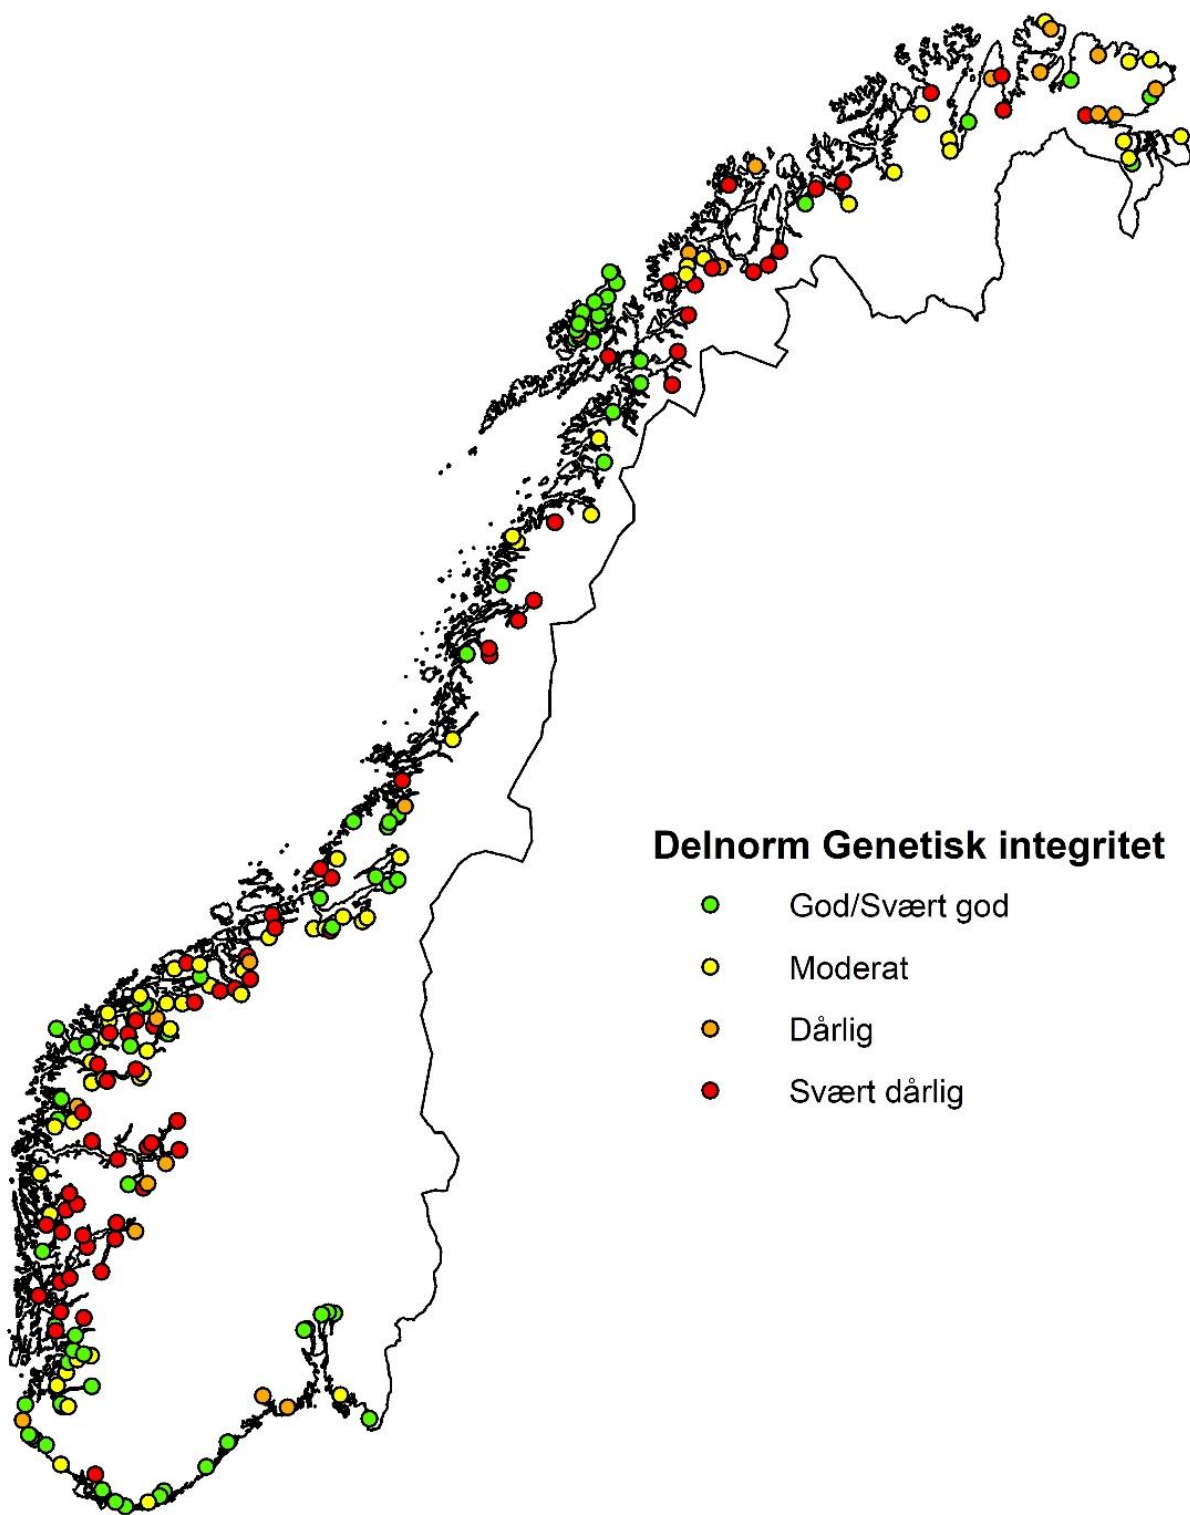 Delnorm Genetisk integritet
God/Svært god
Moderat
Dårlig
Svært dårlig